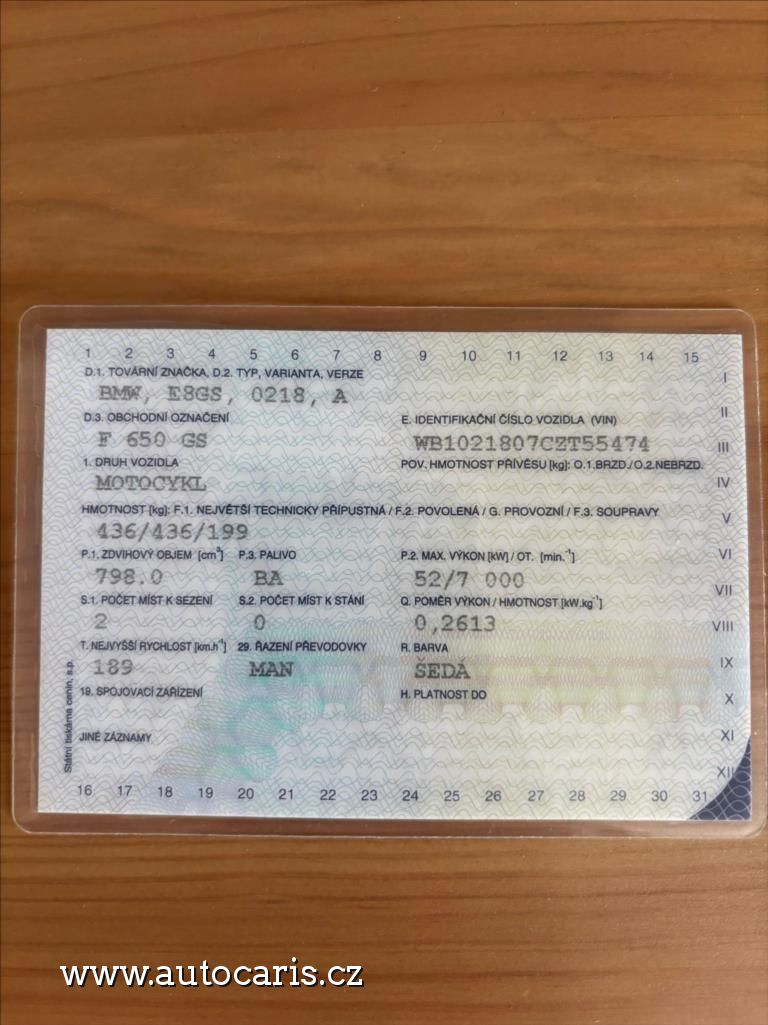 1 2 3 4 5 6 7 8 9 10 11 12 13 14 15
D.1. TOVÁRNÍ ZNAČKA, D.2. TYP, VARIANTA, VERZE
I
BMW, E8GS, 0218, A
D.3. OBCHODNÍ OZNAČENÍ E. IDENTIFIKAČNÍ ČÍSLO VOZIDLA (VIN)
II
F 650 GS WB1021807CZT55474
III
1. DRUH VOZIDLA POV. HMOTNOST PŘÍVĚSU [kg]: O.1.BRZD./O.2.NEBRZD.
MOTOCYKL
IV
HMOTNOST [kg]: F.1. NEJVĚTŠÍ TECHNICKY PŘÍPUSTNÁ / F.2. POVOLENÁ / G. PROVOZNÍ / F.3. SOUPRAVY
V
436/436/199
P.1. ZDVIHOVÝ OBJEM [cm³] P.3. PALIVO P.2. MAX. VÝKON [kW] / OT. [min.⁻¹]
VI
798.0 BA 52/7 000
VII
S.1. POČET MÍST K SEZENÍ S.2. POČET MÍST K STÁNÍ Q. POMĚR VÝKON / HMOTNOST [kW.kg⁻¹]
2 0 0,2613
VIII
T. NEJVYŠŠÍ RYCHLOST [km.h⁻¹] 29. ŘAZENÍ PŘEVODOVKY R. BARVA
189 MAN ŠEDÁ
IX
19. SPOJOVACÍ ZAŘÍZENÍ H. PLATNOST DO
X
JINÉ ZÁZNAMY
XI
XII
Státní tiskárna cenin, s.p.
16 17 18 19 20 21 22 23 24 25 26 27 28 29 30 31
www.autocaris.cz